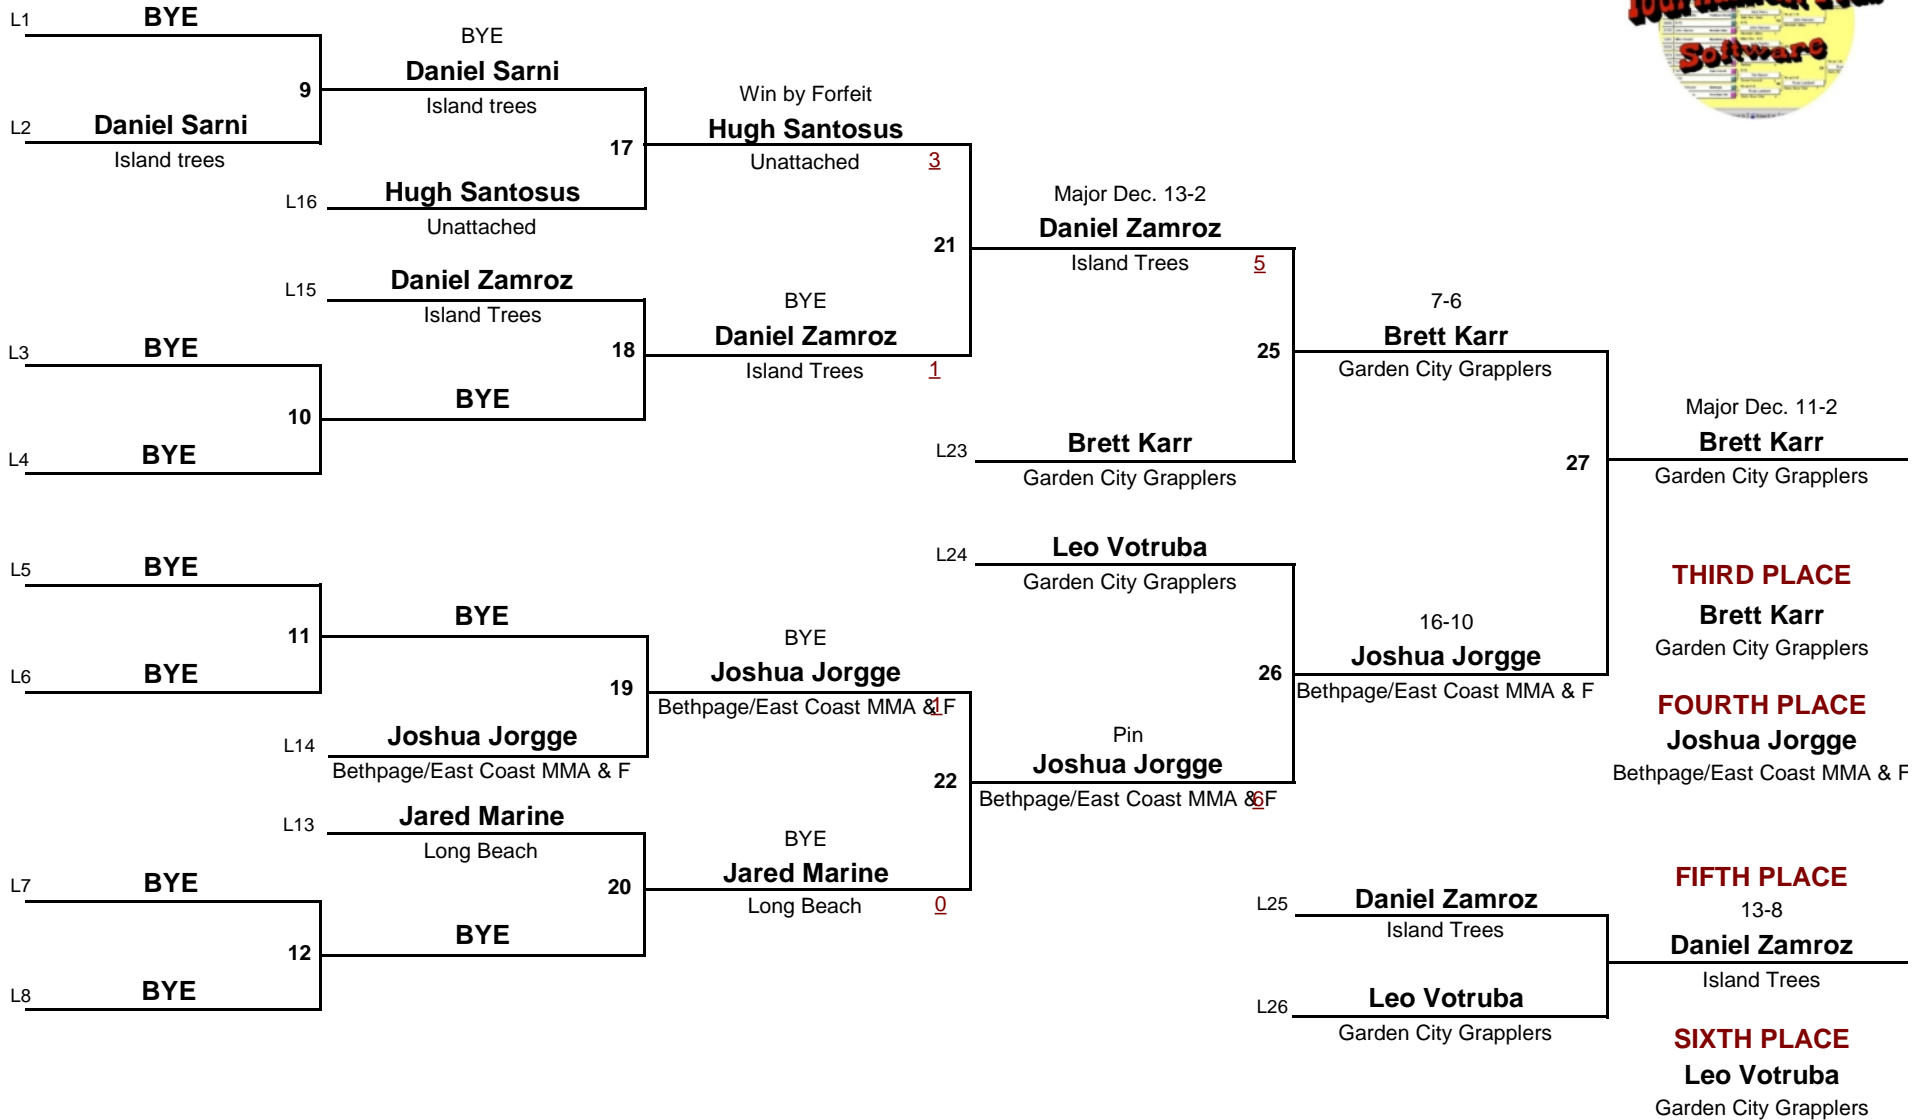 L1
BYE
L2
Daniel Sarni
Island trees
9
BYE
Daniel Sarni
Island trees
L16
Hugh Santosus
Unattached
17
Win by Forfeit
Hugh Santosus
Unattached
3
L15
Daniel Zamroz
Island Trees
L3
BYE
L4
BYE
10
BYE
18
BYE
Daniel Zamroz
Island Trees
1
21
Major Dec. 13-2
Daniel Zamroz
Island Trees
5
L23
Brett Karr
Garden City Grapplers
25
7-6
Brett Karr
Garden City Grapplers
L5
BYE
L6
BYE
11
BYE
L14
Joshua Jorgge
Bethpage/East Coast MMA & F
19
BYE
Joshua Jorgge
Bethpage/East Coast MMA & F
1
L13
Jared Marine
Long Beach
L7
BYE
L8
BYE
12
BYE
20
BYE
Jared Marine
Long Beach
0
22
Pin
Joshua Jorgge
Bethpage/East Coast MMA & F
6
L24
Leo Votruba
Garden City Grapplers
26
16-10
Joshua Jorgge
Bethpage/East Coast MMA & F
27
Major Dec. 11-2
Brett Karr
Garden City Grapplers
THIRD PLACE
Brett Karr
Garden City Grapplers
FOURTH PLACE
Joshua Jorgge
Bethpage/East Coast MMA & F
L25
Daniel Zamroz
Island Trees
L26
Leo Votruba
Garden City Grapplers
FIFTH PLACE
13-8
Daniel Zamroz
Island Trees
SIXTH PLACE
Leo Votruba
Garden City Grapplers
Software